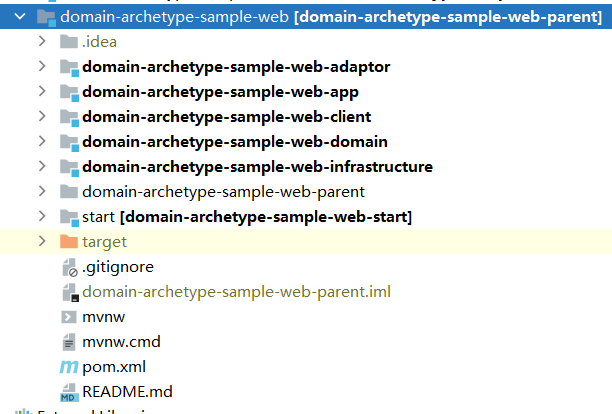 domain-archetype-sample-web [domain-archetype-sample-web-parent]
.idea
domain-archetype-sample-web-adaptor
domain-archetype-sample-web-app
domain-archetype-sample-web-client
domain-archetype-sample-web-domain
domain-archetype-sample-web-infrastructure
domain-archetype-sample-web-parent
start [domain-archetype-sample-web-start]
target
.gitignore
domain-archetype-sample-web-parent.iml
mvnw
mvnw.cmd
m pom.xml
MD README.md